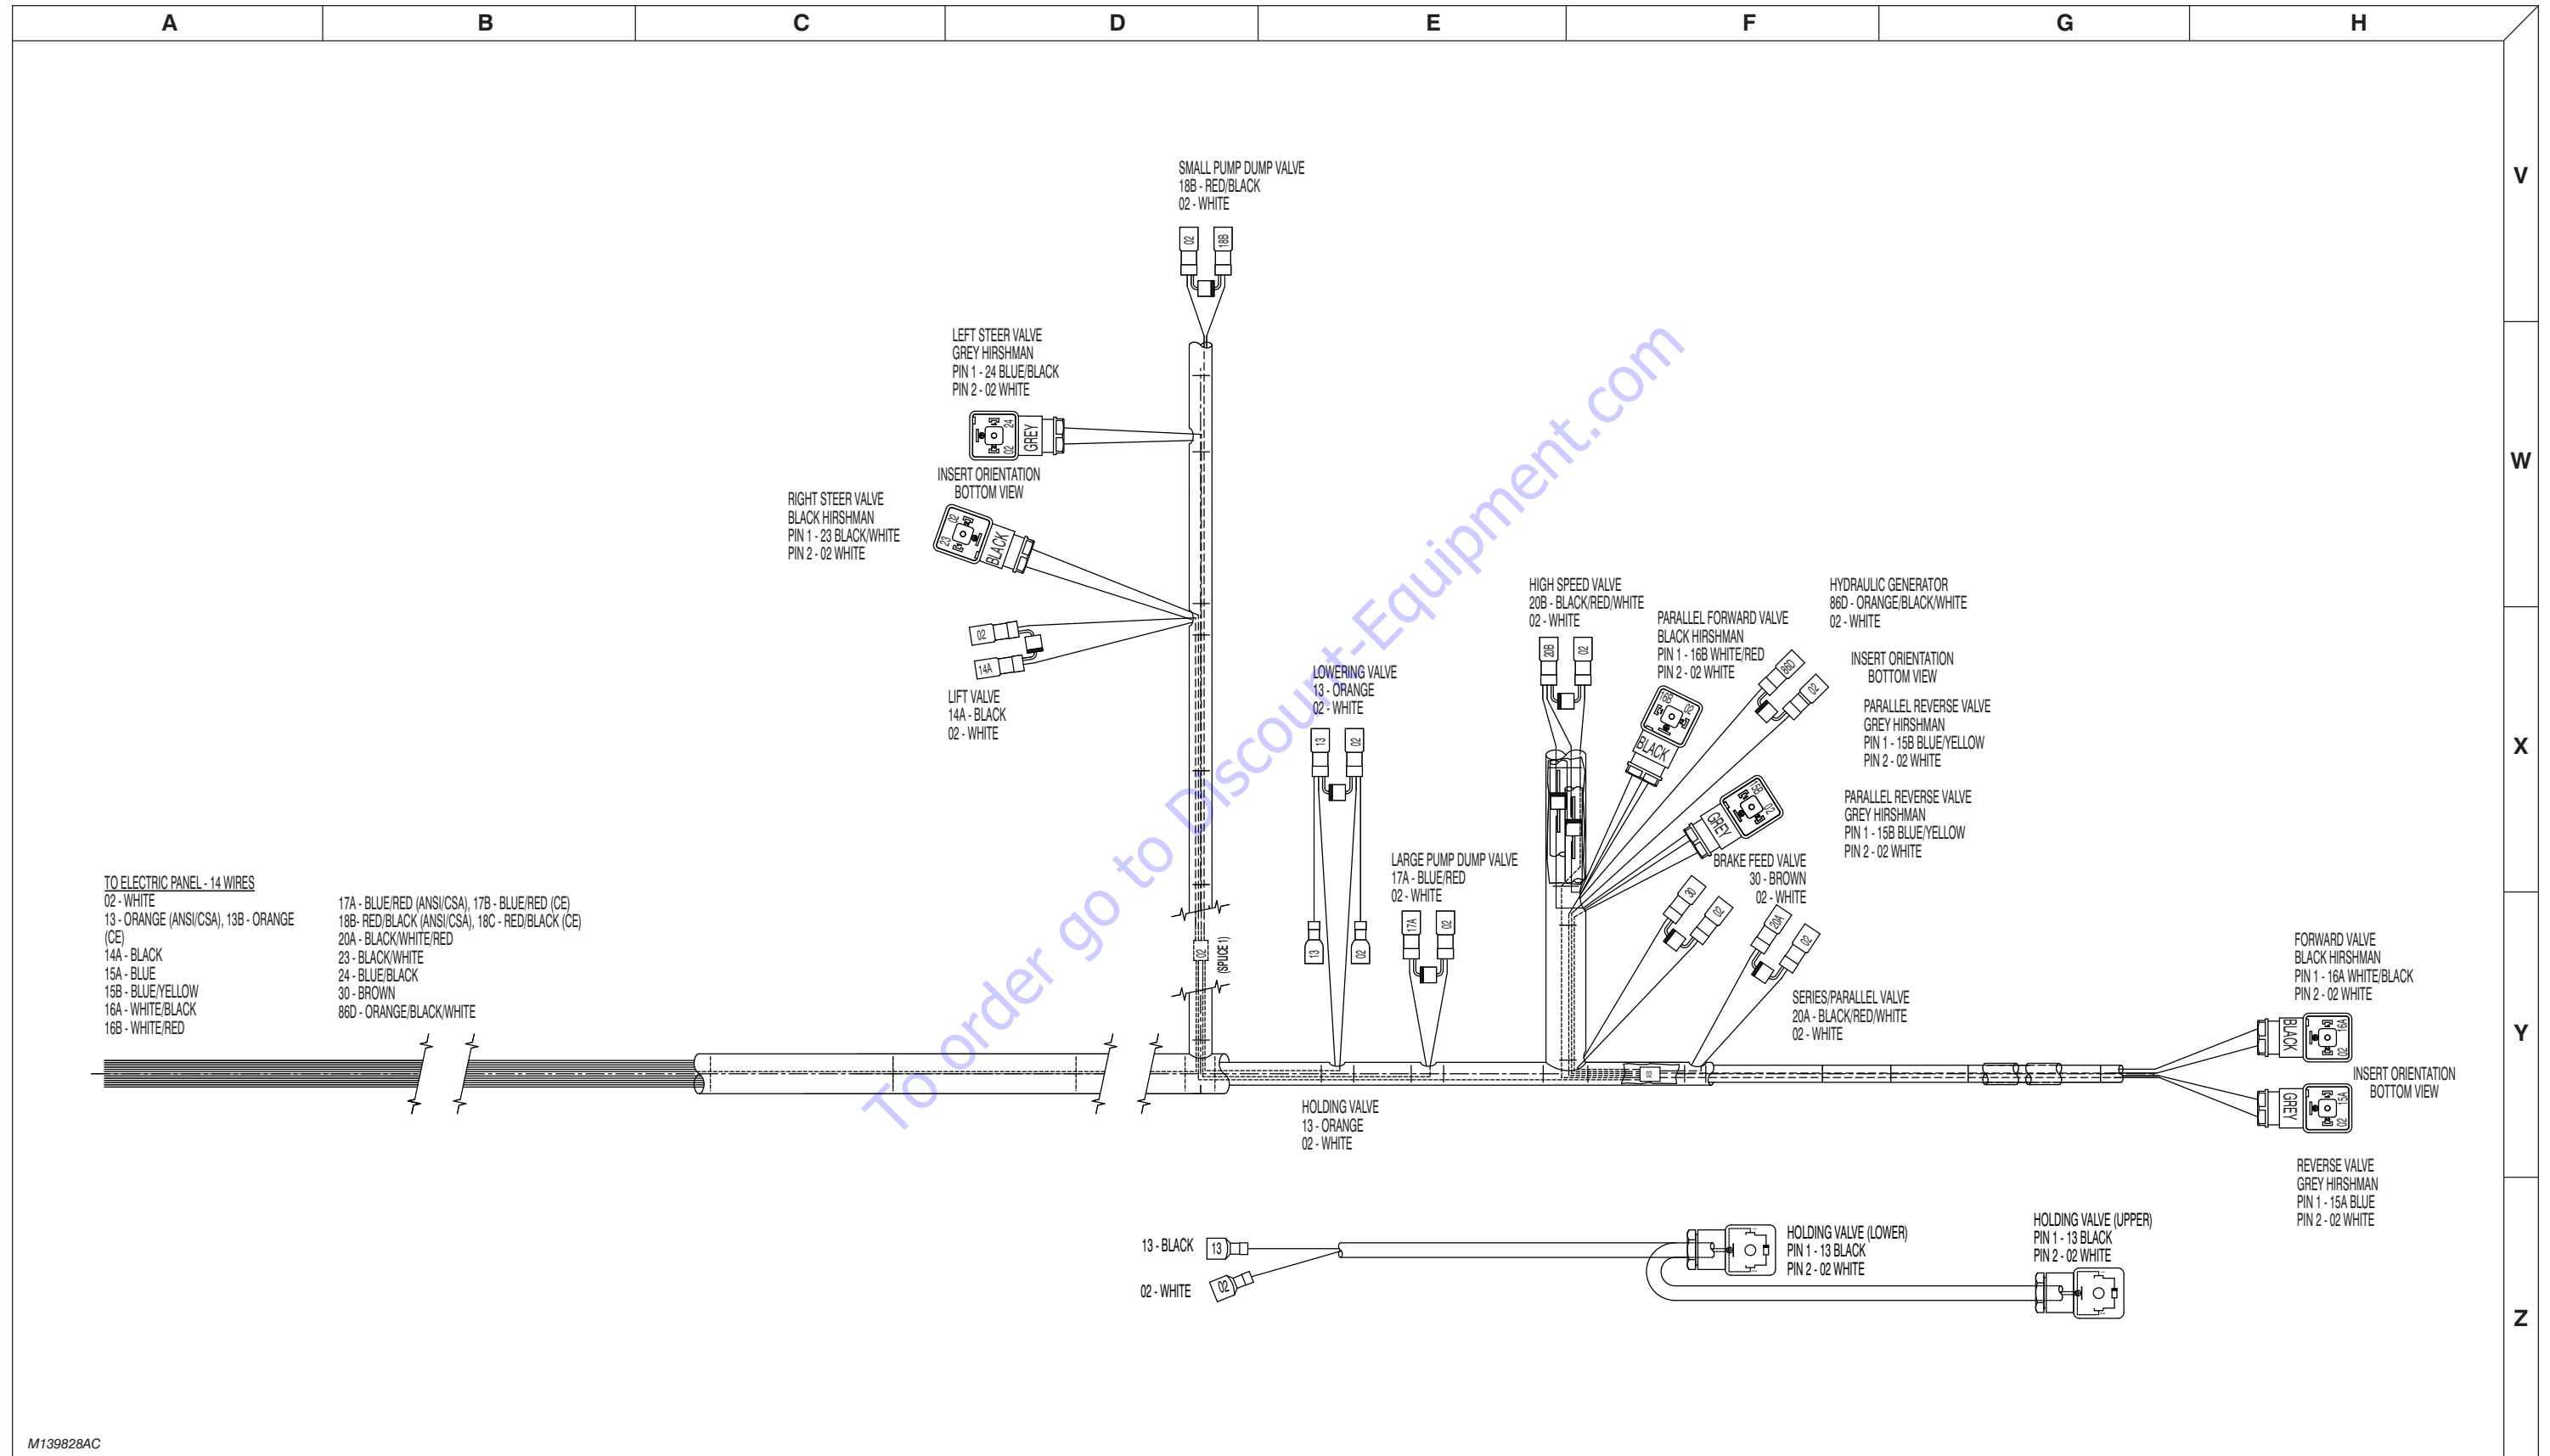 A B C D E F G H
V
W
X
Y
Z
SMALL PUMP DUMP VALVE
18B - RED/BLACK
02 - WHITE
02
18B
LEFT STEER VALVE
GREY HIRSHMAN
PIN 1 - 24 BLUE/BLACK
PIN 2 - 02 WHITE
02 24 GREY
INSERT ORIENTATION
BOTTOM VIEW
RIGHT STEER VALVE
BLACK HIRSHMAN
PIN 1 - 23 BLACK/WHITE
PIN 2 - 02 WHITE
23 02 BLACK
02
14A
LIFT VALVE
14A - BLACK
02 - WHITE
HIGH SPEED VALVE
20B - BLACK/RED/WHITE
02 - WHITE
20B
02
PARALLEL FORWARD VALVE
BLACK HIRSHMAN
PIN 1 - 16B WHITE/RED
PIN 2 - 02 WHITE
16B 02 BLACK
HYDRAULIC GENERATOR
86D - ORANGE/BLACK/WHITE
02 - WHITE
86D
02
INSERT ORIENTATION
BOTTOM VIEW
PARALLEL REVERSE VALVE
GREY HIRSHMAN
PIN 1 - 15B BLUE/YELLOW
PIN 2 - 02 WHITE
PARALLEL REVERSE VALVE
GREY HIRSHMAN
PIN 1 - 15B BLUE/YELLOW
PIN 2 - 02 WHITE
15B 02 GREY
LOWERING VALVE
13 - ORANGE
02 - WHITE
13
02
13
02
LARGE PUMP DUMP VALVE
17A - BLUE/RED
02 - WHITE
17A
02
BRAKE FEED VALVE
30 - BROWN
02 - WHITE
30
02
20A
02
SERIES/PARALLEL VALVE
20A - BLACK/RED/WHITE
02 - WHITE
TO ELECTRIC PANEL - 14 WIRES
02 - WHITE
13 - ORANGE (ANSI/CSA), 13B - ORANGE
(CE)
14A - BLACK
15A - BLUE
15B - BLUE/YELLOW
16A - WHITE/BLACK
16B - WHITE/RED
17A - BLUE/RED (ANSI/CSA), 17B - BLUE/RED (CE)
18B- RED/BLACK (ANSI/CSA), 18C - RED/BLACK (CE)
20A - BLACK/WHITE/RED
23 - BLACK/WHITE
24 - BLUE/BLACK
30 - BROWN
86D - ORANGE/BLACK/WHITE
02
(SPLICE 1)
02
FORWARD VALVE
BLACK HIRSHMAN
PIN 1 - 16A WHITE/BLACK
PIN 2 - 02 WHITE
BLACK 02 16A
INSERT ORIENTATION
BOTTOM VIEW
GREY 02 15A
REVERSE VALVE
GREY HIRSHMAN
PIN 1 - 15A BLUE
PIN 2 - 02 WHITE
HOLDING VALVE
13 - ORANGE
02 - WHITE
13 - BLACK
13
02 - WHITE
02
HOLDING VALVE (LOWER)
PIN 1 - 13 BLACK
PIN 2 - 02 WHITE
HOLDING VALVE (UPPER)
PIN 1 - 13 BLACK
PIN 2 - 02 WHITE
To order go to Discount-Equipment.com
M139828AC